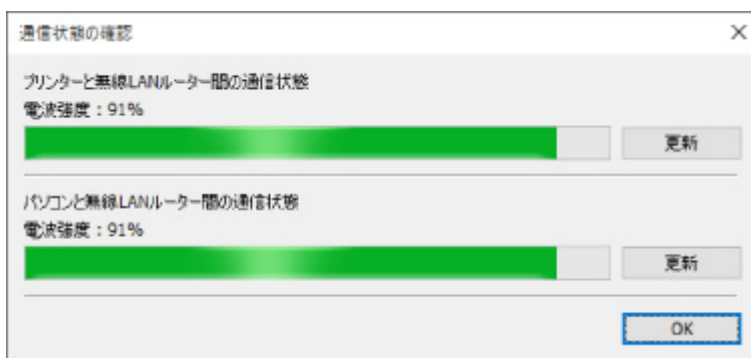 通信状態の確認
プリンターと無線LANルーター間の通信状態
電波強度：91%
更新
パソコンと無線LANルーター間の通信状態
電波強度：91%
更新
OK